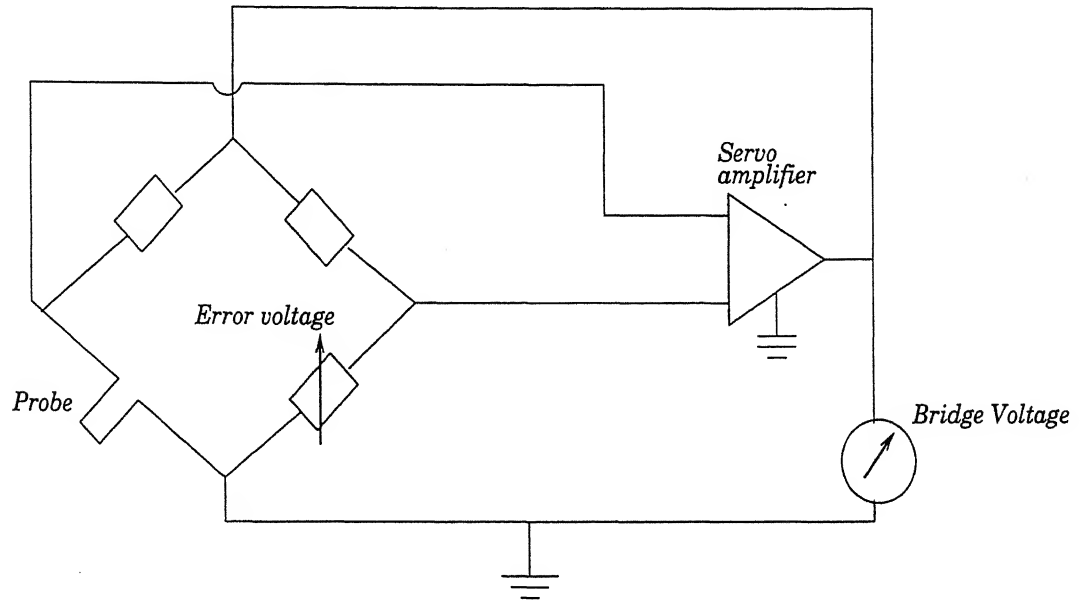 Servo
amplifier
Error voltage
Probe
Bridge Voltage